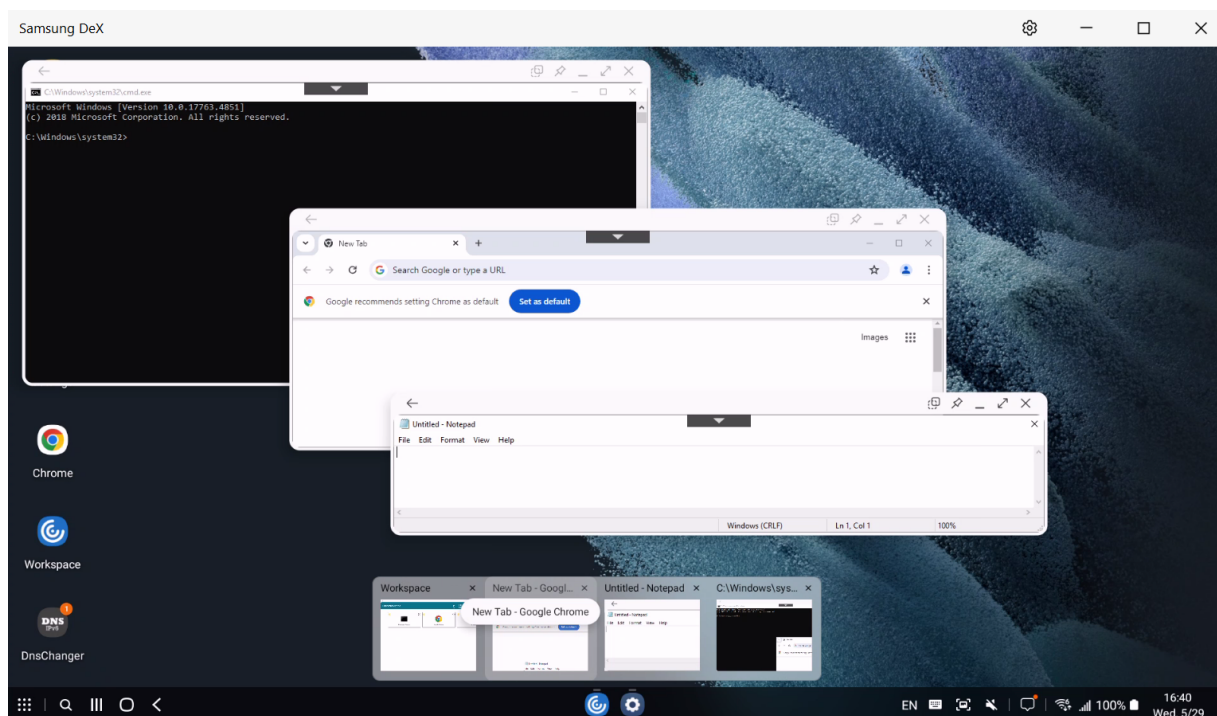 Samsung DeX
C:\Windows\system32\cmd.exe
Microsoft Windows [Version 10.0.17763.4851]
(c) 2018 Microsoft Corporation. All rights reserved.
C:\Windows\system32>
New Tab
Search Google or type a URL
Google recommends setting Chrome as default
Set as default
Images
Untitled - Notepad
File Edit Format View Help
Windows (CRLF) Ln 1, Col 1 100%
Chrome
Workspace
DNS
IPv6
1
DnsChanger
Workspace
New Tab - Googl...
Untitled - Notepad
C:\Windows\sys...
New Tab - Google Chrome
EN
100%
16:40
Wed, 5/29